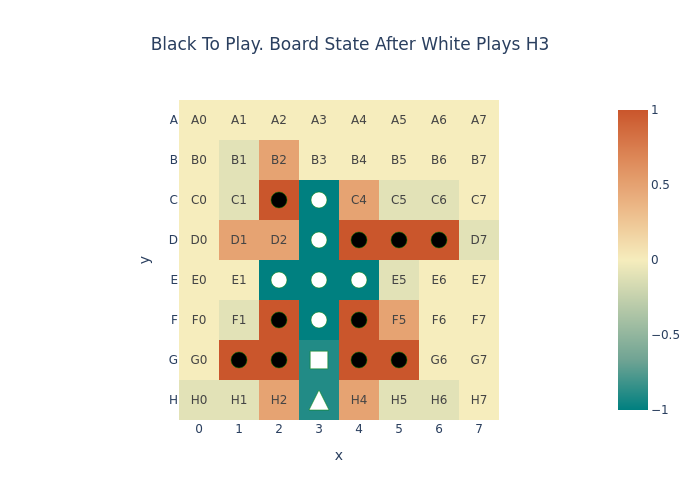 Black To Play. Board State After White Plays H3
A A0 A1 A2 A3 A4 A5 A6 A7
B B0 B1 B2 B3 B4 B5 B6 B7
C C0 C1 C4 C5 C6 C7
D D0 D1 D2 D7
E E0 E1 E5 E6 E7
F F0 F1 F5 F6 F7
G G0 G6 G7
H H0 H1 H2 H4 H5 H6 H7
0 1 2 3 4 5 6 7
x
y
1
0.5
0
−0.5
−1